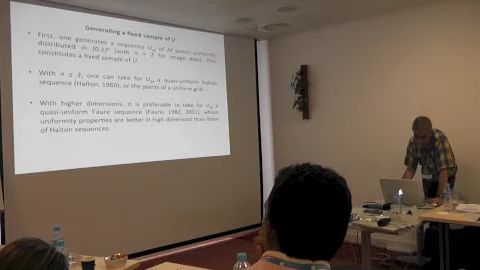 Generating a fixed sample of U
• First, one generates a sequence U_M of M points uniformly
distributed in [0,1]ⁿ (with n = 2 for image data). This
constitutes a fixed sample of U.
• With n ≤ 3, one can take for U_M a quasi-uniform Halton
sequence (Halton, 1960), or the points of a uniform grid.
• With higher dimensions, it is preferable to take for U_M a
quasi-uniform Faure sequence (Faure, 1982, 2001), whose
uniformity properties are better in high dimension than those
of Halton sequences.